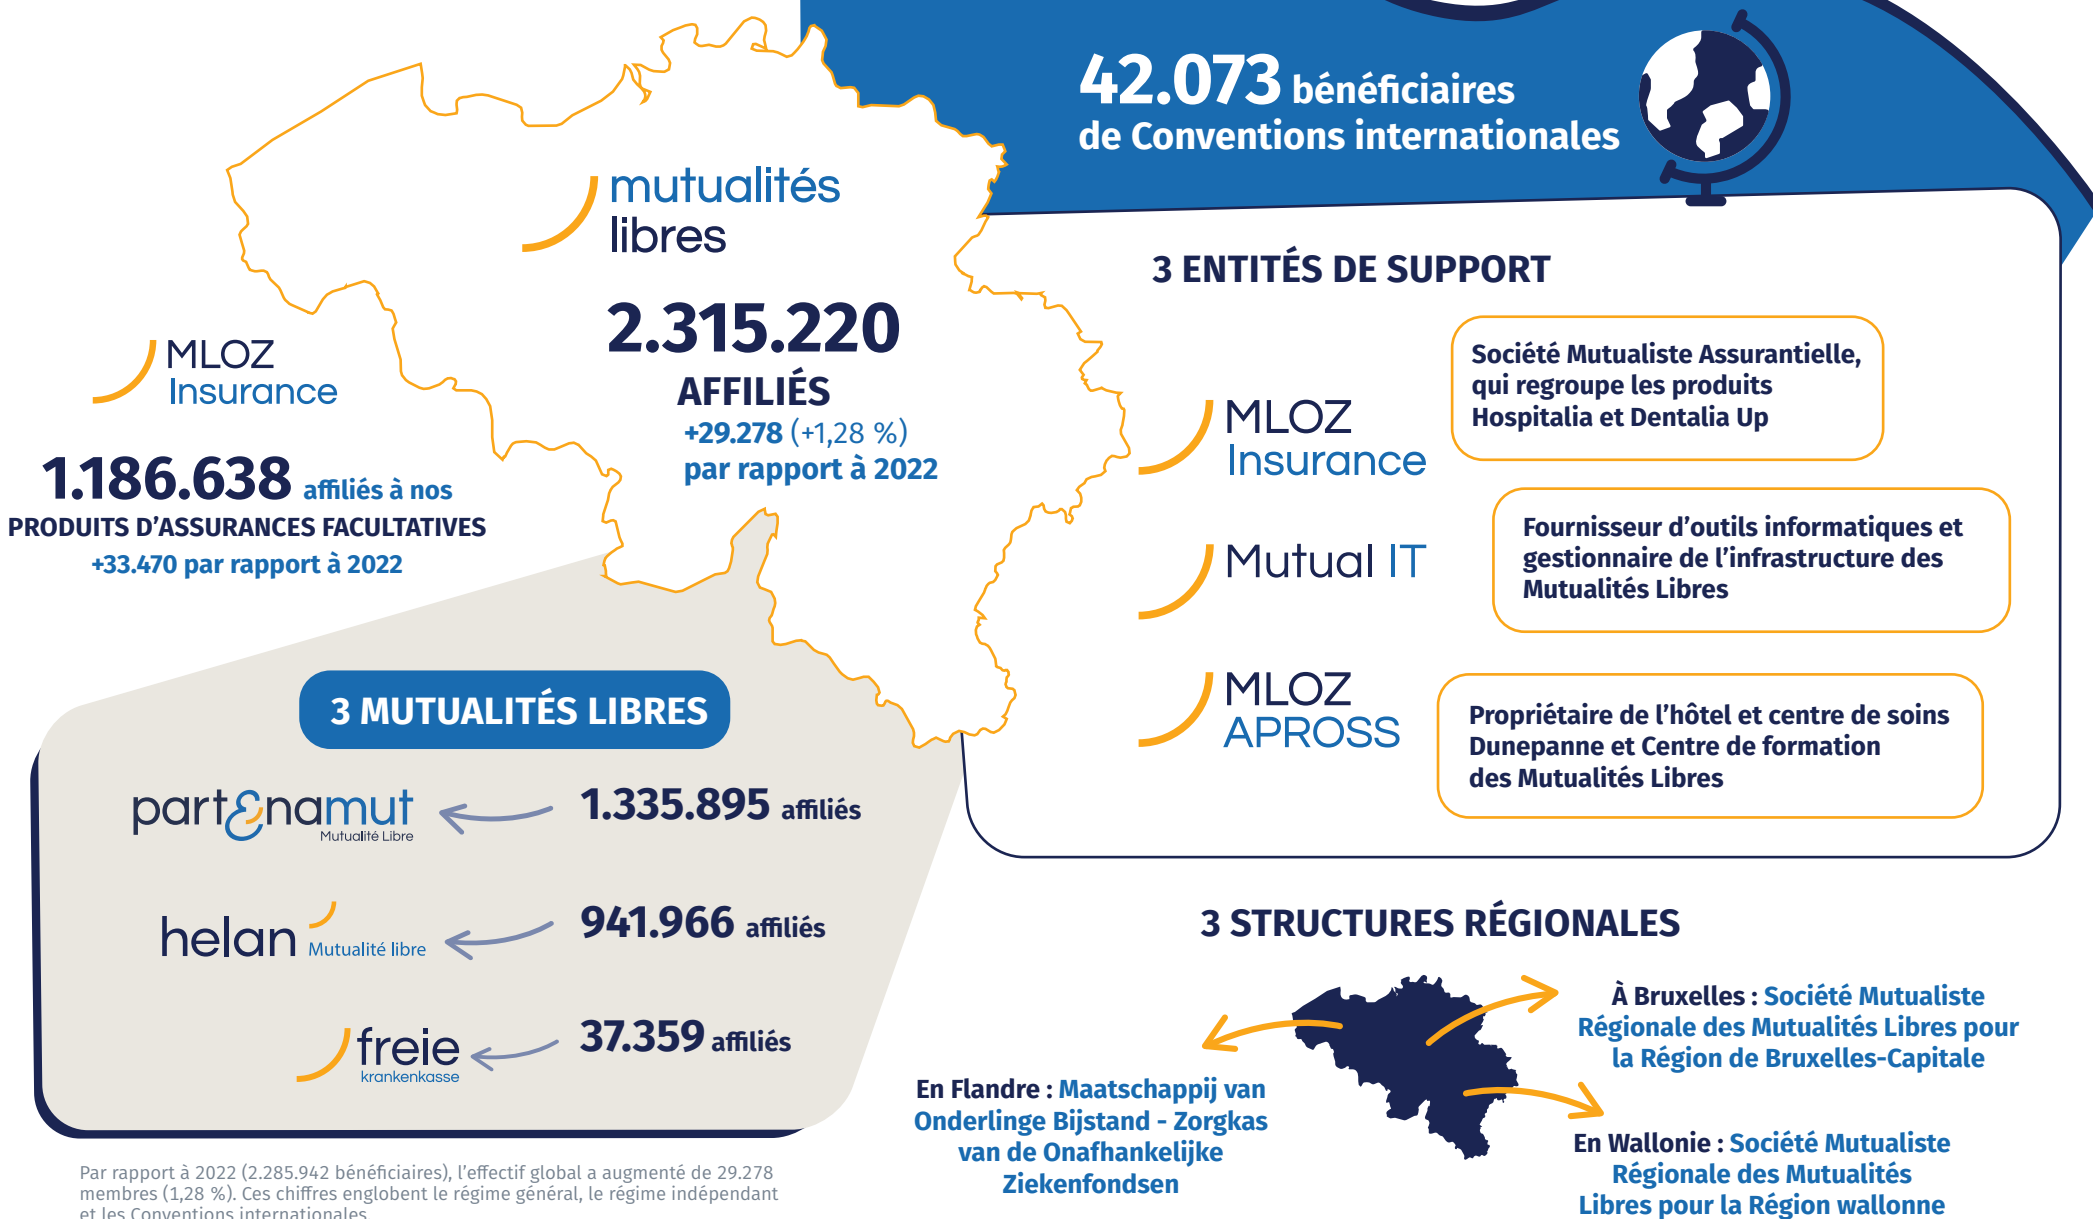 42.073 bénéficiaires
de Conventions internationales
mutualités
libres
2.315.220
AFFILIÉS
+29.278 (+1,28 %)
par rapport à 2022
MLOZ
Insurance
1.186.638 affiliés à nos
PRODUITS D'ASSURANCES FACULTATIVES
+33.470 par rapport à 2022
3 ENTITÉS DE SUPPORT
MLOZ
Insurance
Société Mutualiste Assurantielle,
qui regroupe les produits
Hospitalia et Dentalia Up
Mutual IT
Fournisseur d'outils informatiques et
gestionnaire de l'infrastructure des
Mutualités Libres
MLOZ
APROSS
Propriétaire de l'hôtel et centre de soins
Dunepanne et Centre de formation
des Mutualités Libres
3 MUTUALITÉS LIBRES
partenamut
Mutualité Libre
1.335.895 affiliés
helan
Mutualité libre
941.966 affiliés
freie
krankenkasse
37.359 affiliés
Par rapport à 2022 (2.285.942 bénéficiaires), l'effectif global a augmenté de 29.278
membres (1,28 %). Ces chiffres englobent le régime général, le régime indépendant
et les Conventions internationales.
3 STRUCTURES RÉGIONALES
À Bruxelles : Société Mutualiste
Régionale des Mutualités Libres pour
la Région de Bruxelles-Capitale
En Flandre : Maatschappij van
Onderlinge Bijstand - Zorgkas
van de Onafhankelijke
Ziekenfondsen
En Wallonie : Société Mutualiste
Régionale des Mutualités
Libres pour la Région wallonne